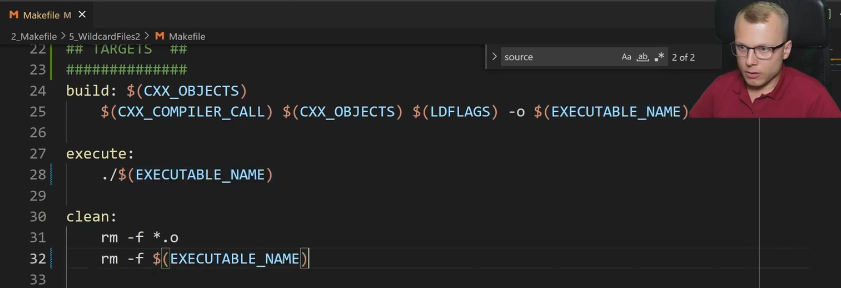 Makefile M
2_Makefile > 5_WildcardFiles2 > Makefile
source Aa ab .* 2 of 2
22 ## TARGETS ##
23 ##############
24 build: $(CXX_OBJECTS)
25 $(CXX_COMPILER_CALL) $(CXX_OBJECTS) $(LDFLAGS) -o $(EXECUTABLE_NAME)
26
27 execute:
28 ./$(EXECUTABLE_NAME)
29
30 clean:
31 rm -f *.o
32 rm -f $(EXECUTABLE_NAME)
33